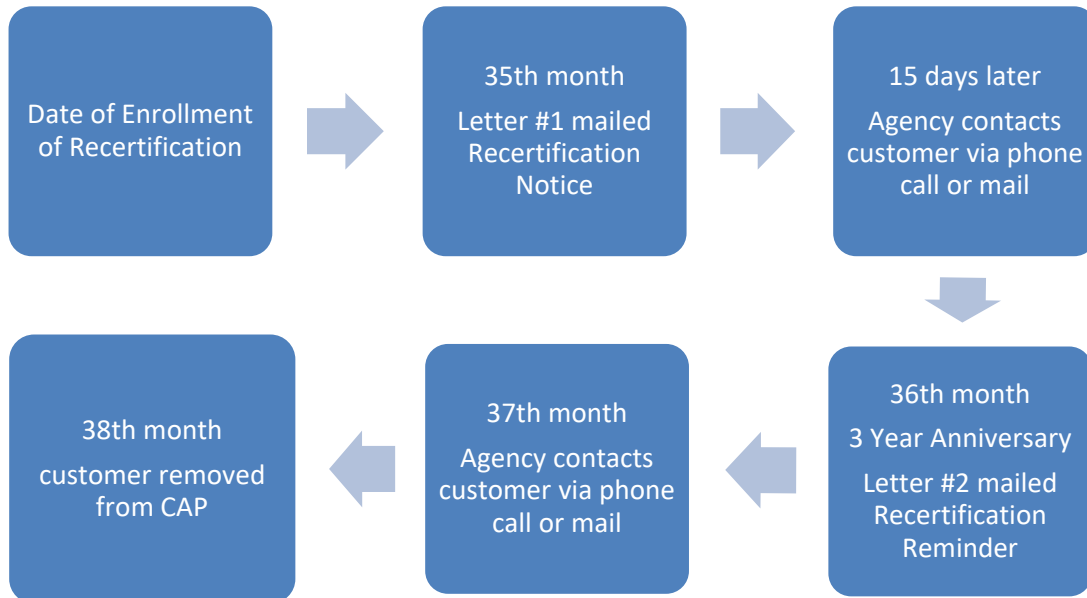 Date of Enrollment
of Recertification
35th month
Letter #1 mailed
Recertification
Notice
15 days later
Agency contacts
customer via phone
call or mail
36th month
3 Year Anniversary
Letter #2 mailed
Recertification
Reminder
37th month
Agency contacts
customer via phone
call or mail
38th month
customer removed
from CAP